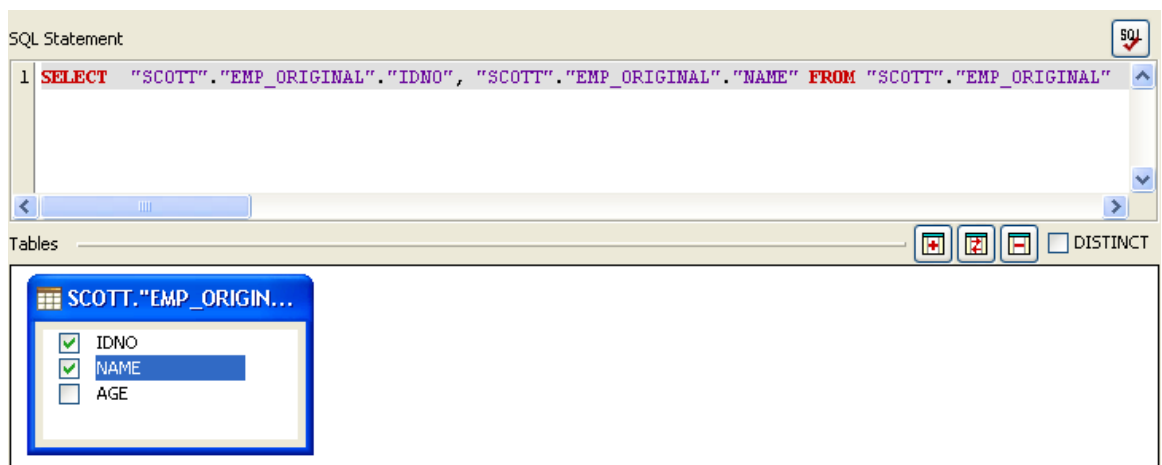 SQL Statement
SQL
1 SELECT "SCOTT"."EMP_ORIGINAL"."IDNO", "SCOTT"."EMP_ORIGINAL"."NAME" FROM "SCOTT"."EMP_ORIGINAL"
Tables DISTINCT
SCOTT."EMP_ORIGIN...
IDNO
NAME
AGE